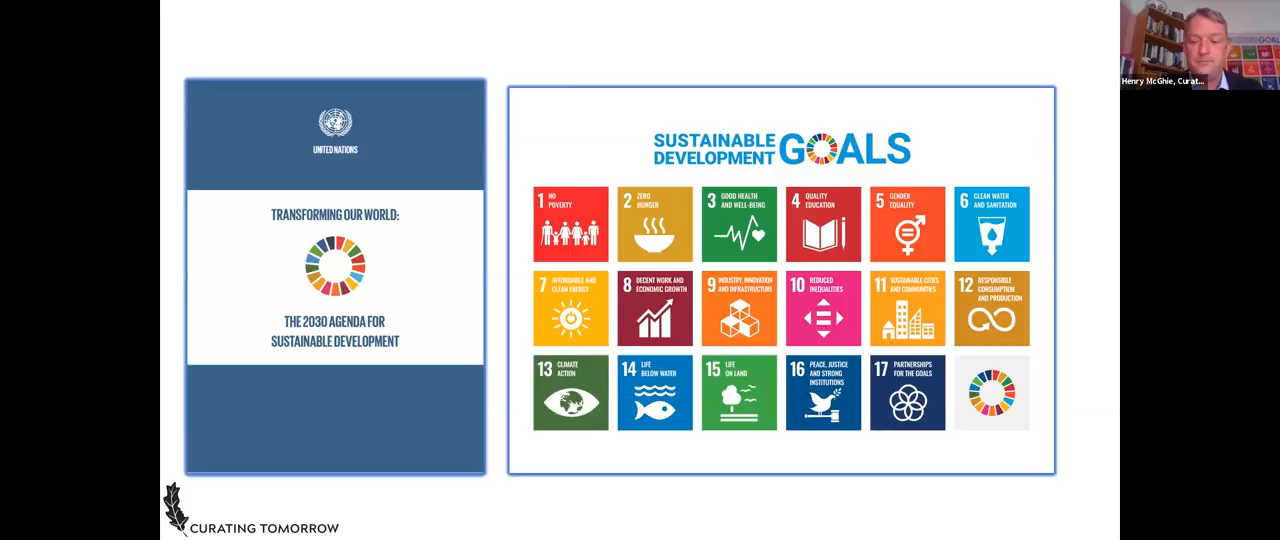 UNITED NATIONS
TRANSFORMING OUR WORLD:
THE 2030 AGENDA FOR
SUSTAINABLE DEVELOPMENT
SUSTAINABLE
DEVELOPMENT
GOALS
1 NO
POVERTY
2 ZERO
HUNGER
3 GOOD HEALTH
AND WELL-BEING
4 QUALITY
EDUCATION
5 GENDER
EQUALITY
6 CLEAN WATER
AND SANITATION
7 AFFORDABLE AND
CLEAN ENERGY
8 DECENT WORK AND
ECONOMIC GROWTH
9 INDUSTRY, INNOVATION
AND INFRASTRUCTURE
10 REDUCED
INEQUALITIES
11 SUSTAINABLE CITIES
AND COMMUNITIES
12 RESPONSIBLE
CONSUMPTION
AND PRODUCTION
13 CLIMATE
ACTION
14 LIFE
BELOW WATER
15 LIFE
ON LAND
16 PEACE, JUSTICE
AND STRONG
INSTITUTIONS
17 PARTNERSHIPS
FOR THE GOALS
CURATING TOMORROW
GOALS
Henry McGhie, Curat...